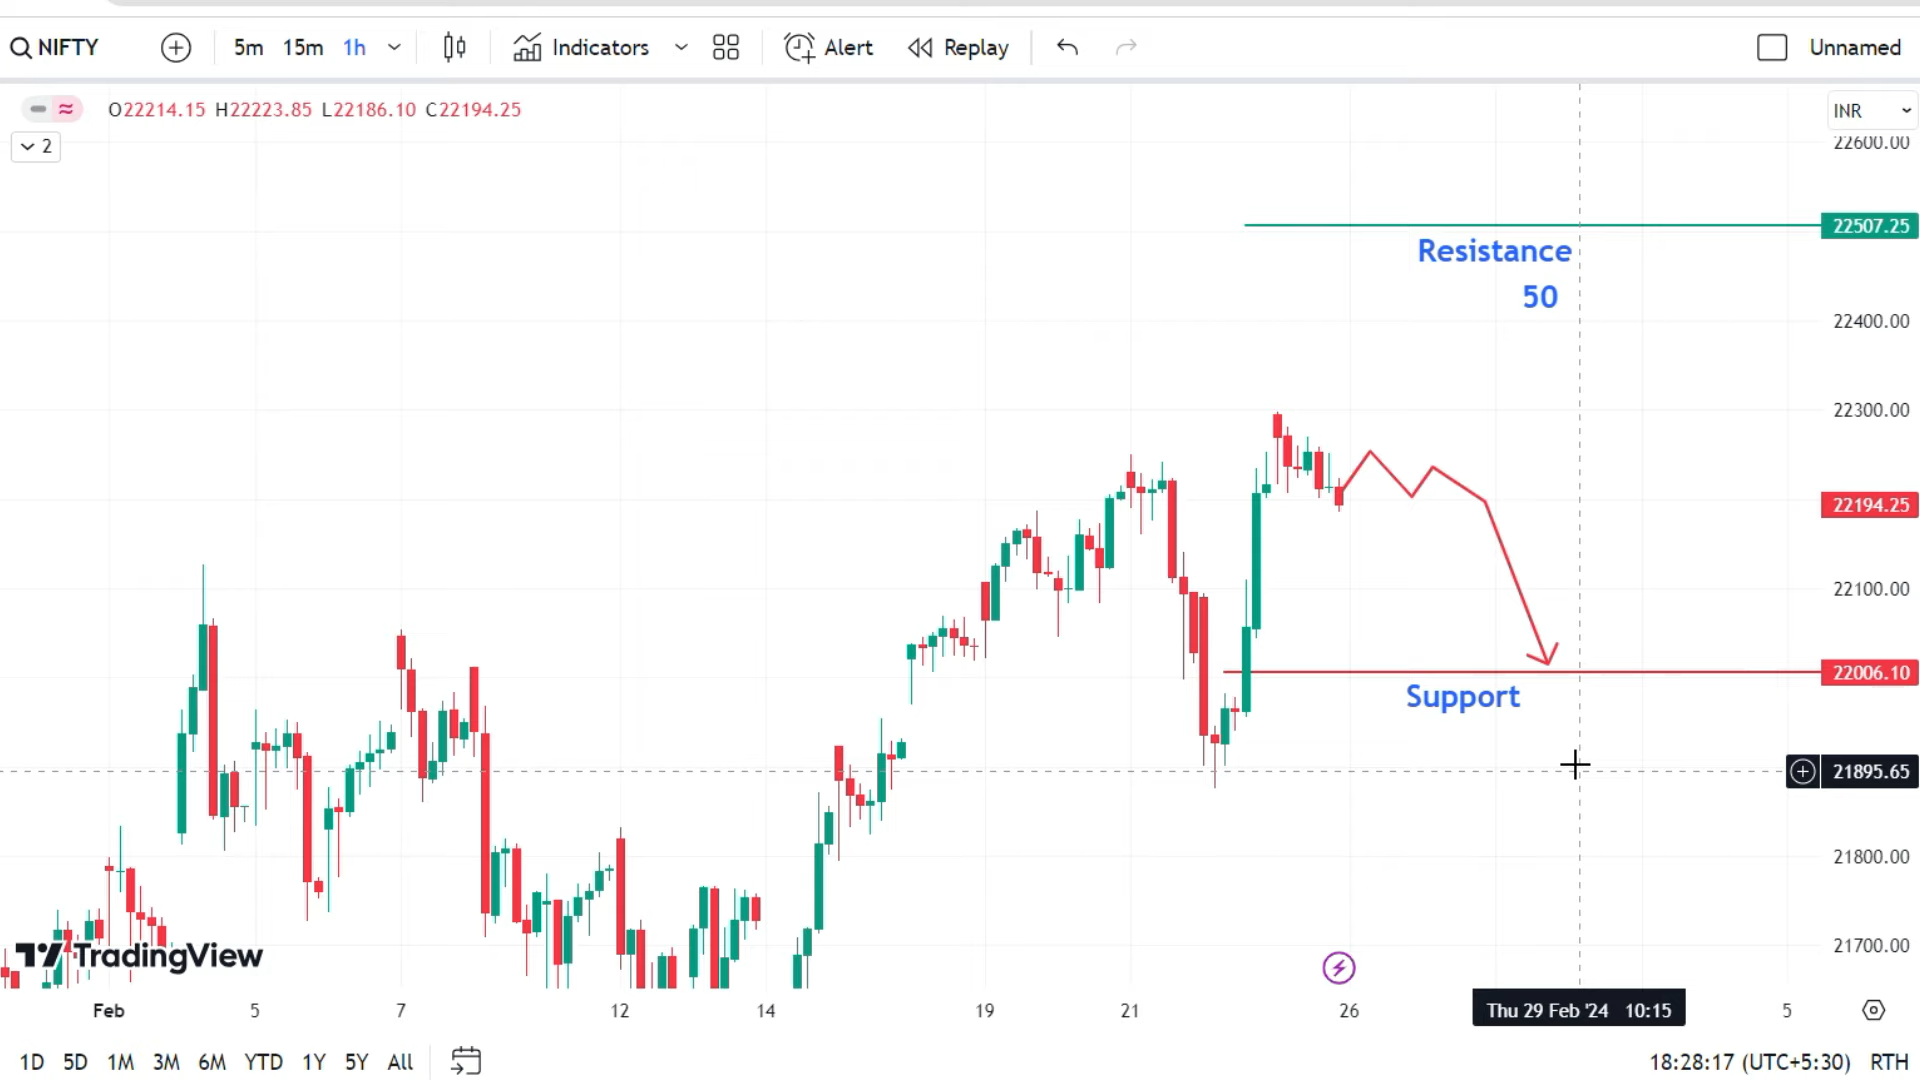 NIFTY 5m 15m 1h Indicators Alert Replay Unnamed
O22214.15 H22223.85 L22186.10 C22194.25 INR
2
22600.00
22507.25
Resistance
50
22400.00
22300.00
22194.25
22100.00
22006.10
Support
21895.65
21800.00
21700.00
TradingView
Feb 5 7 12 14 19 21 26 Thu 29 Feb '24 10:15 5
1D 5D 1M 3M 6M YTD 1Y 5Y All 18:28:17 (UTC+5:30) RTH